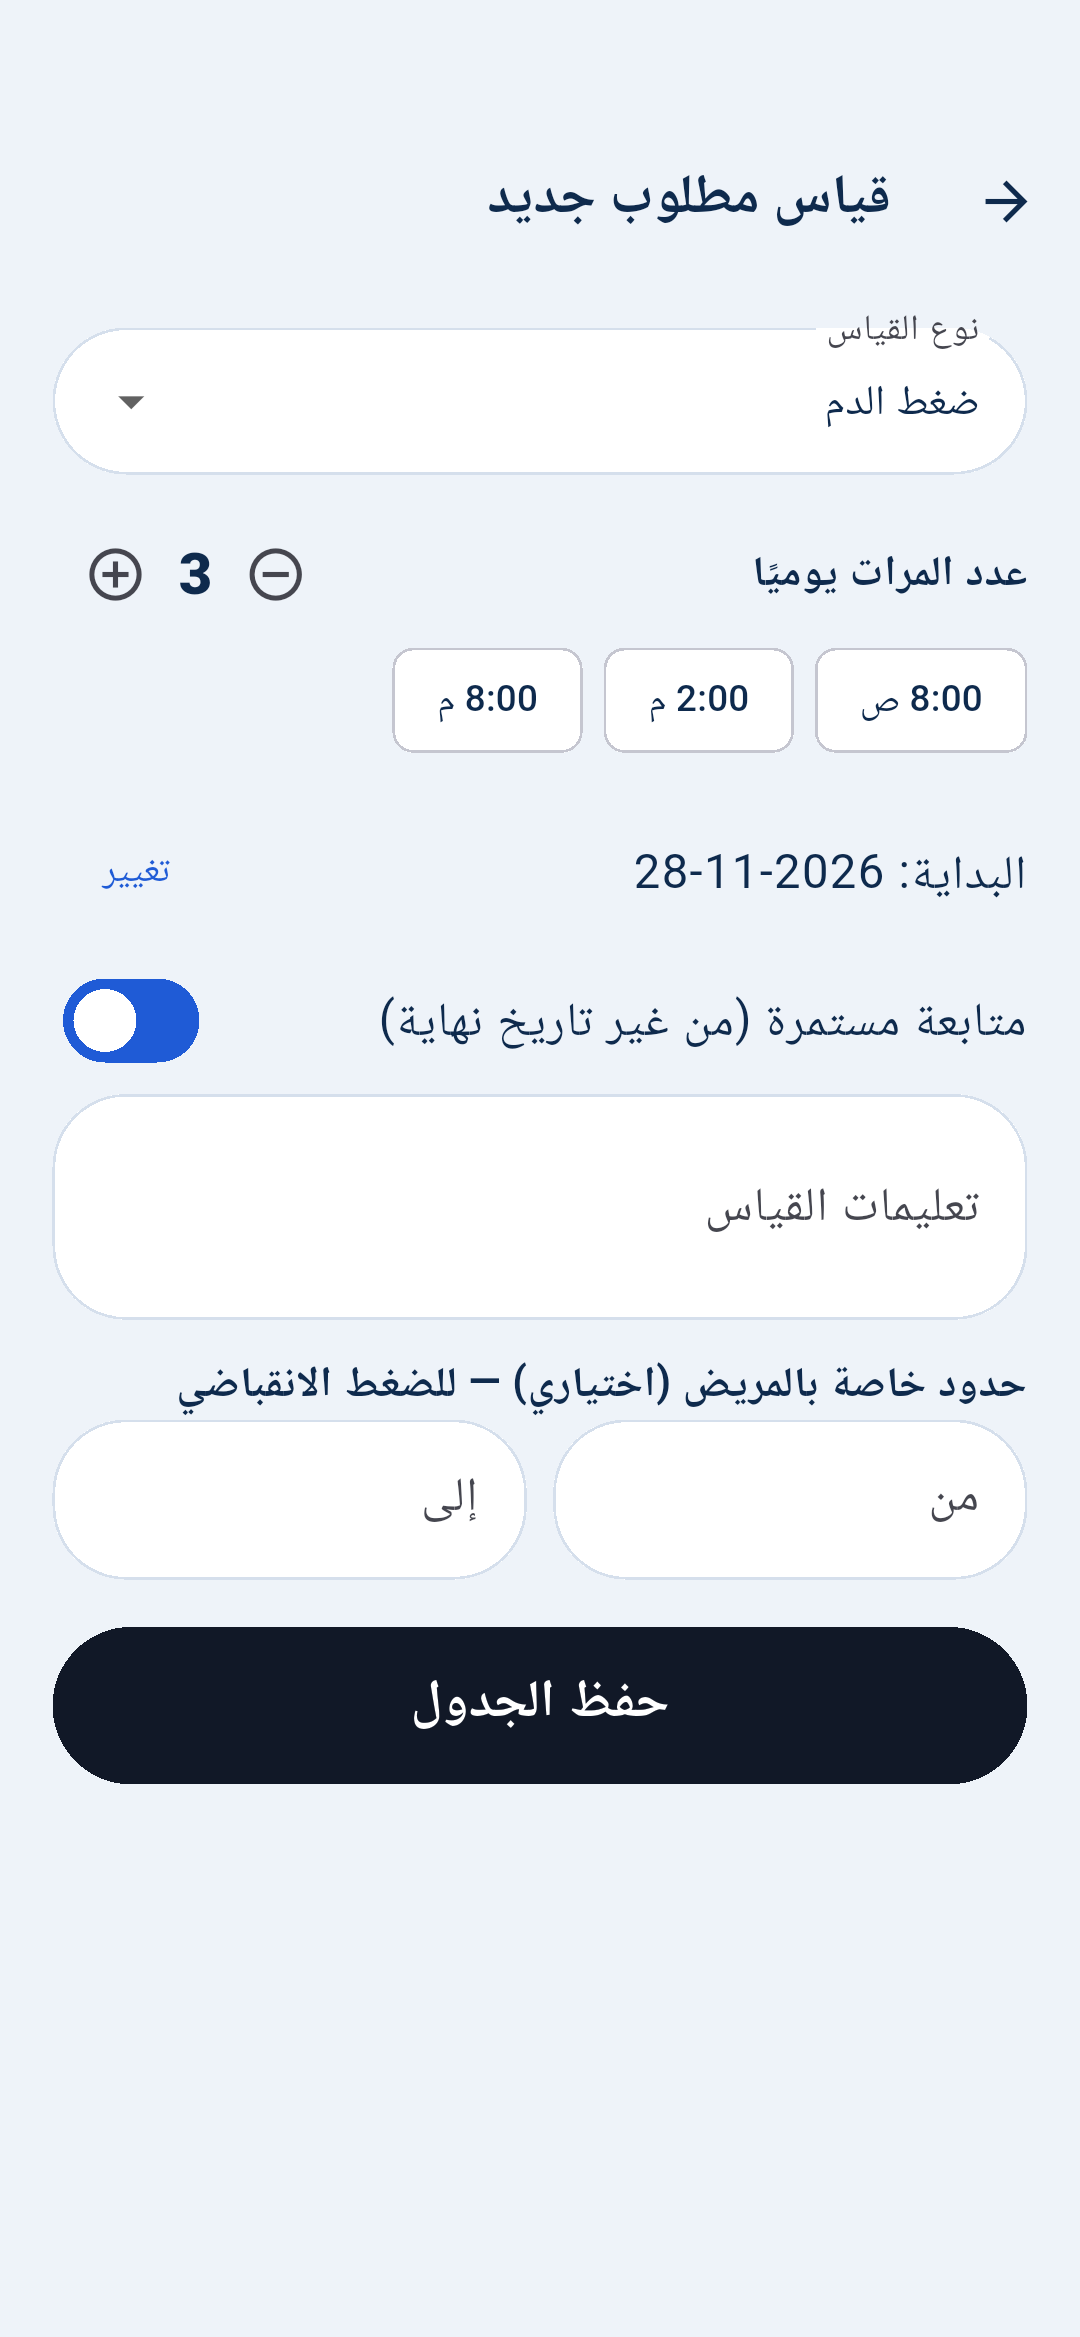 قياس مطلوب جديد
نوع القياس
ضغط الدم
عدد المرات يوميًا 3
8:00 ص 2:00 م 8:00 م
البداية: 2026-11-28 تغيير
متابعة مستمرة (من غير تاريخ نهاية)
تعليمات القياس
حدود خاصة بالمريض (اختياري) – للضغط الانقباضي
من إلى
حفظ الجدول